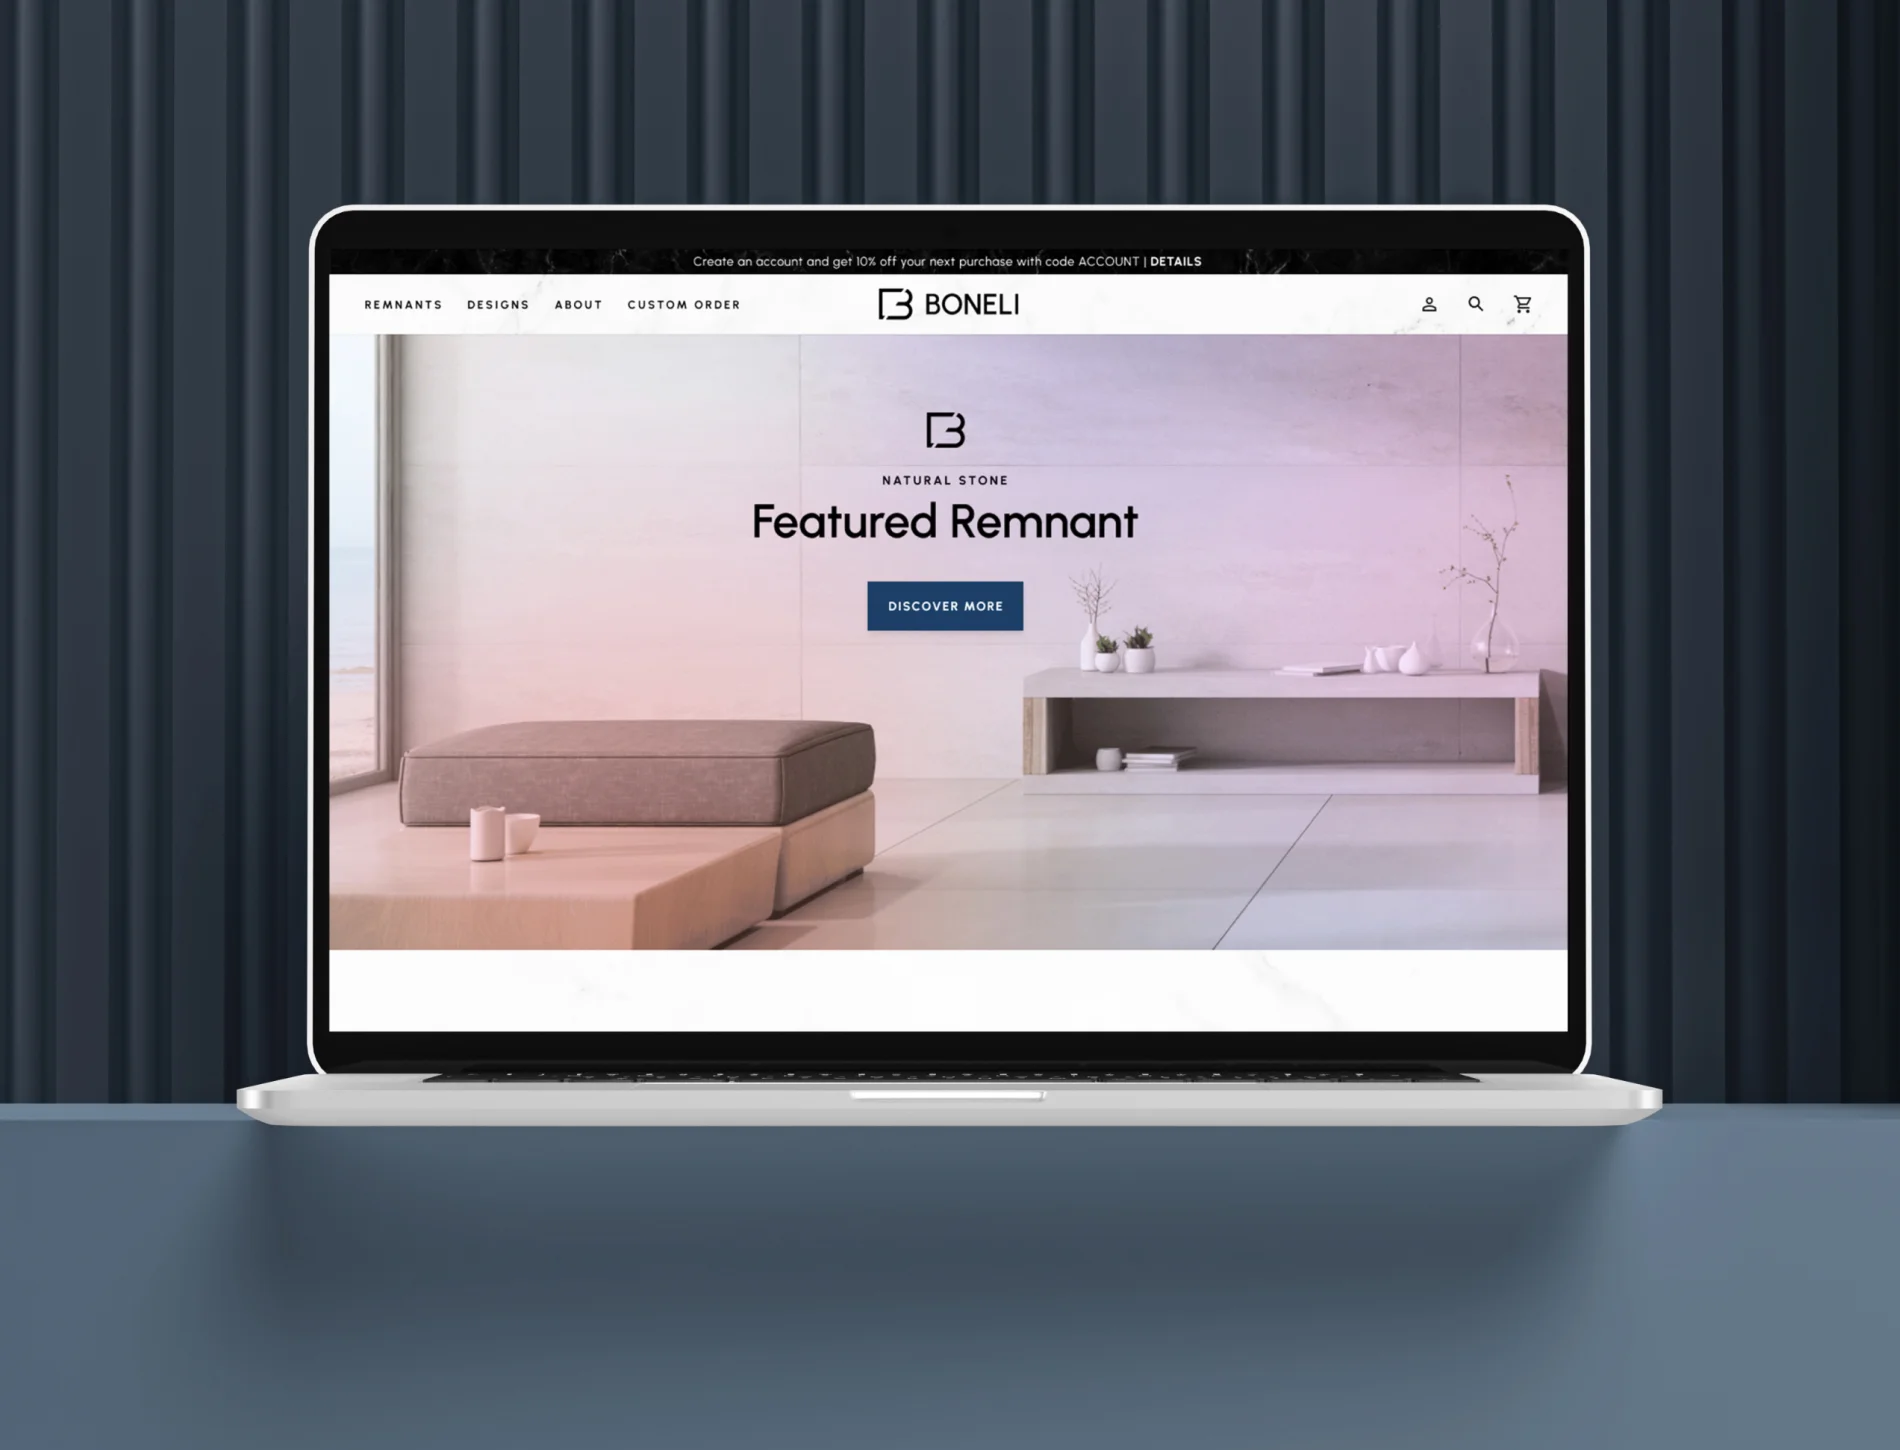 Create an account and get 10% off your next purchase with code ACCOUNT | DETAILS
REMNANTS DESIGNS ABOUT CUSTOM ORDER BONELI
NATURAL STONE
Featured Remnant
DISCOVER MORE